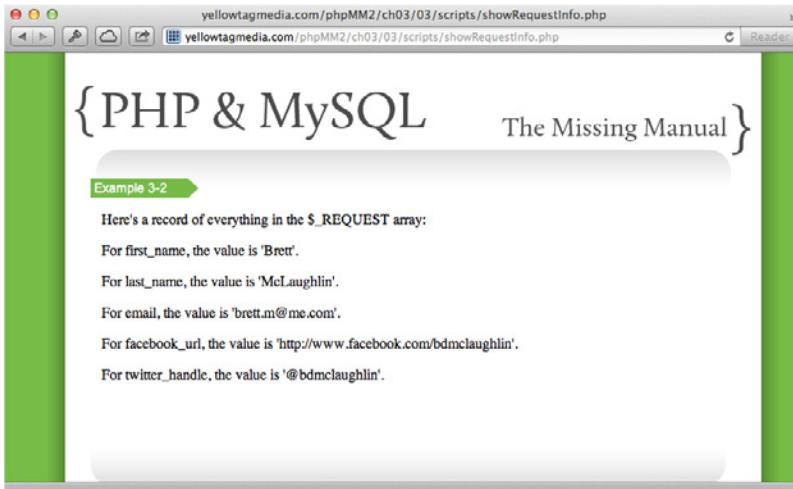 yellowtagmedia.com/phpMM2/ch03/03/scripts/showRequestInfo.php
yellowtagmedia.com/phpMM2/ch03/03/scripts/showRequestInfo.php
Reader
{PHP & MySQL
The Missing Manual}
Example 3-2
Here's a record of everything in the $_REQUEST array:
For first_name, the value is 'Brett'.
For last_name, the value is 'McLaughlin'.
For email, the value is 'brett.m@me.com'.
For facebook_url, the value is 'http://www.facebook.com/bdmclaughlin'.
For twitter_handle, the value is '@bdmclaughlin'.